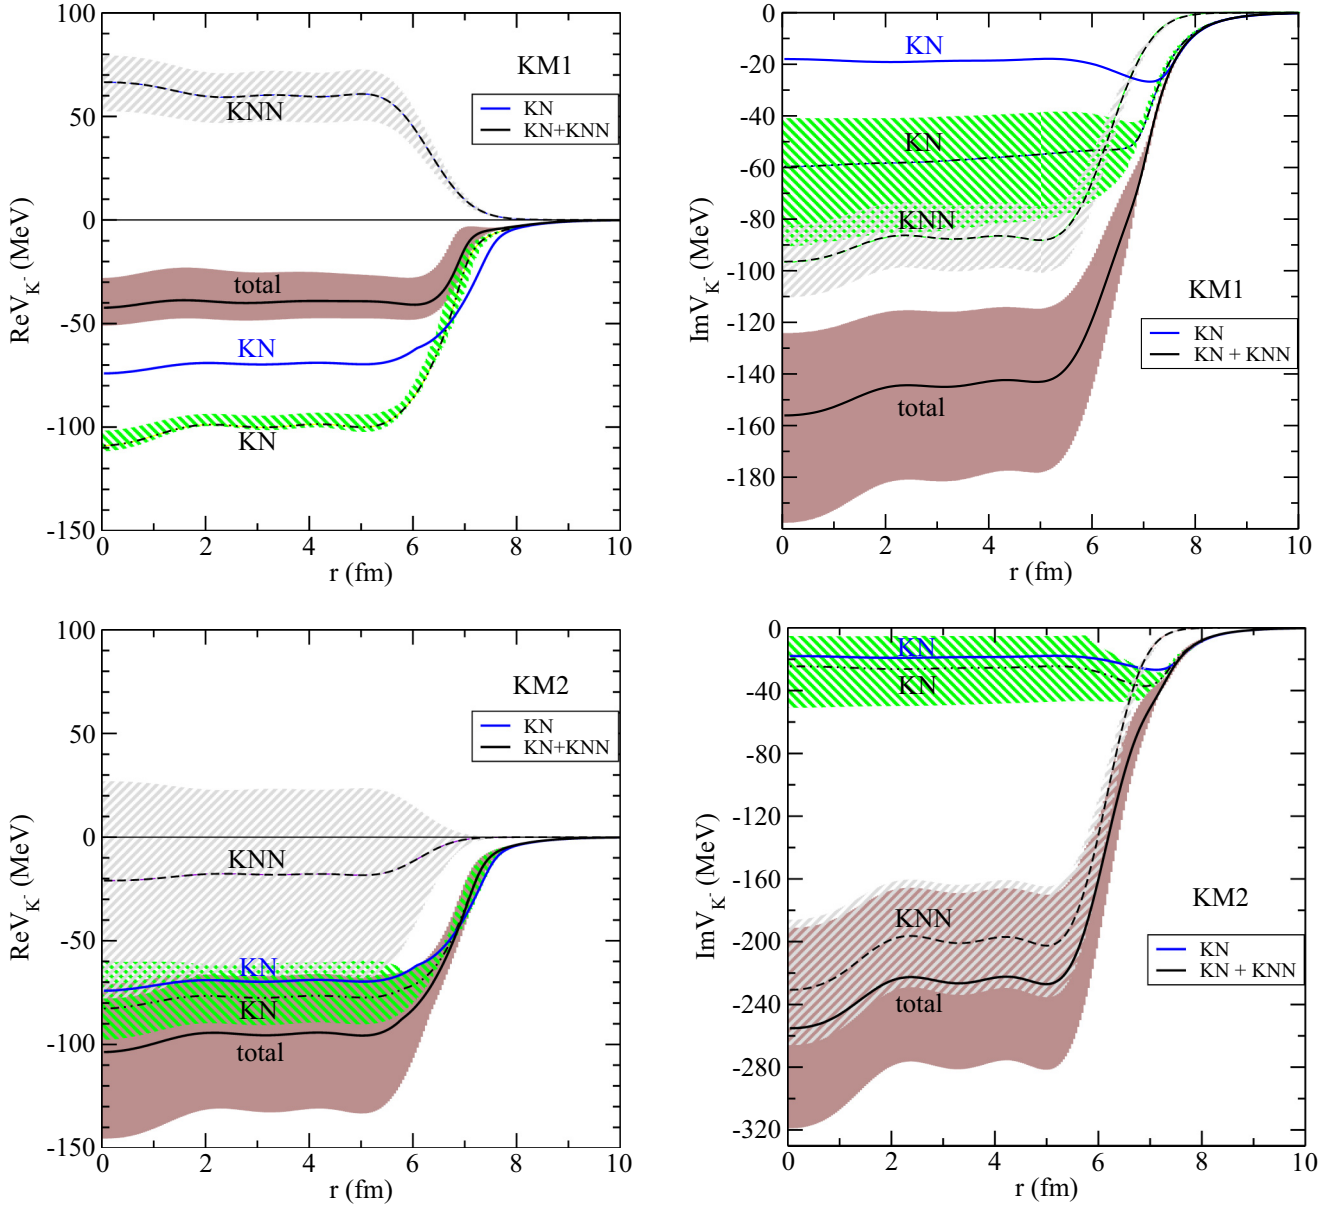 100
50
0
-50
-100
-150
ReV_K⁻ (MeV)
KNN
KM1
KN
KN+KNN
total
KN
KN
0 2 4 6 8 10
r (fm)
0
-20
-40
-60
-80
-100
-120
-140
-160
-180
ImV_K⁻ (MeV)
KN
KN
KNN
KM1
KN
KN + KNN
total
0 2 4 6 8 10
r (fm)
100
50
0
-50
-100
-150
ReV_K⁻ (MeV)
KM2
KN
KN+KNN
KNN
KN
KN
total
0 2 4 6 8 10
r (fm)
0
-40
-80
-120
-160
-200
-240
-280
-320
ImV_K⁻ (MeV)
KN
KN
KNN
KM2
KN
KN + KNN
total
0 2 4 6 8 10
r (fm)